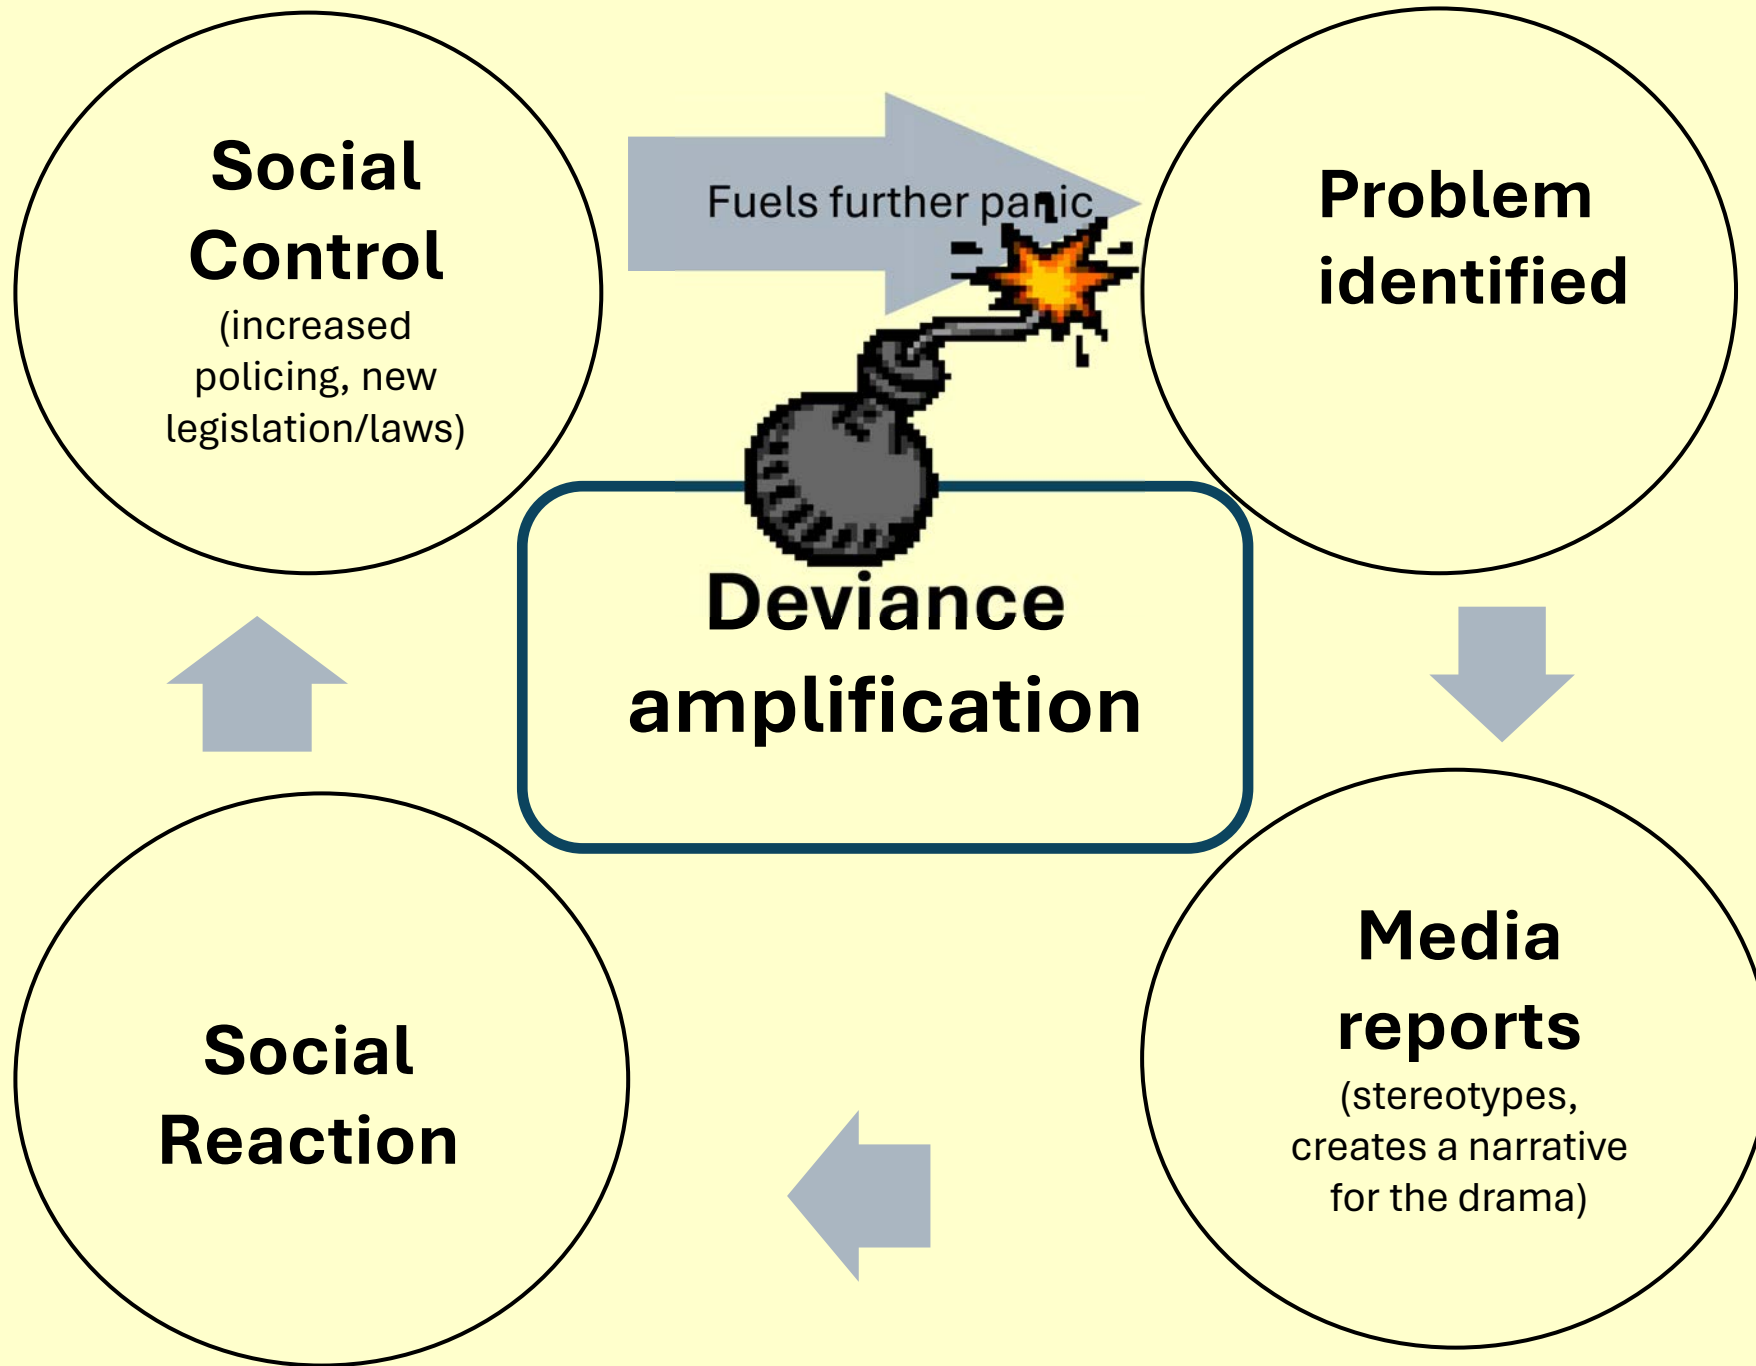 Social
Control
(increased
policing, new
legislation/laws)
Fuels further panic
Problem
identified
Deviance
amplification
Social
Reaction
Media
reports
(stereotypes,
creates a narrative
for the drama)